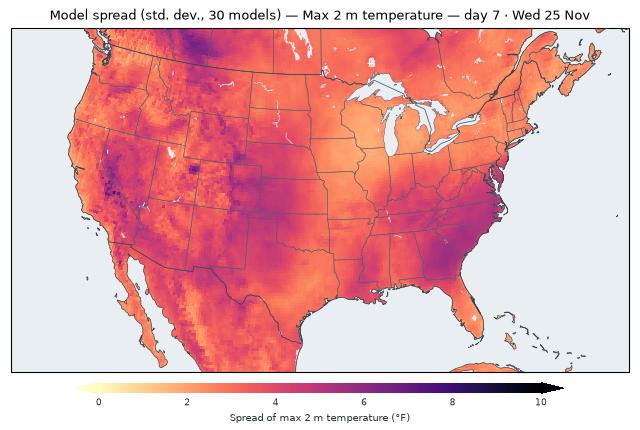 Model spread (std. dev., 30 models) — Max 2 m temperature — day 7 · Wed 25 Nov
0 2 4 6 8 10
Spread of max 2 m temperature (°F)